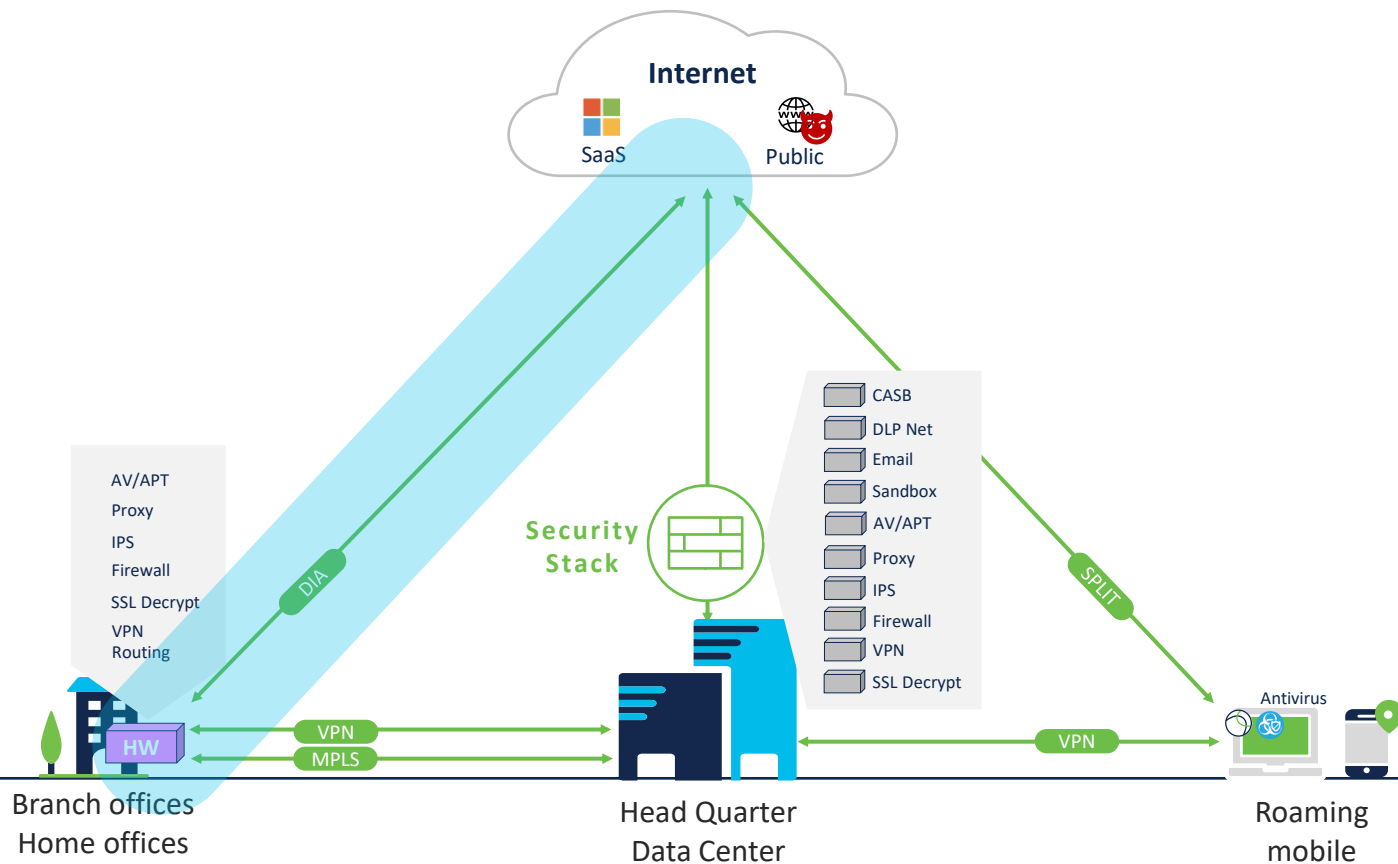 Internet
SaaS
www
Public
CASB
DLP Net
Email
Sandbox
AV/APT
Proxy
IPS
Firewall
VPN
SSL Decrypt
AV/APT
Proxy
IPS
Firewall
SSL Decrypt
VPN
Routing
Security
Stack
DIA
SPLIT
Antivirus
HW
VPN
MPLS
VPN
Branch offices
Home offices
Head Quarter
Data Center
Roaming
mobile